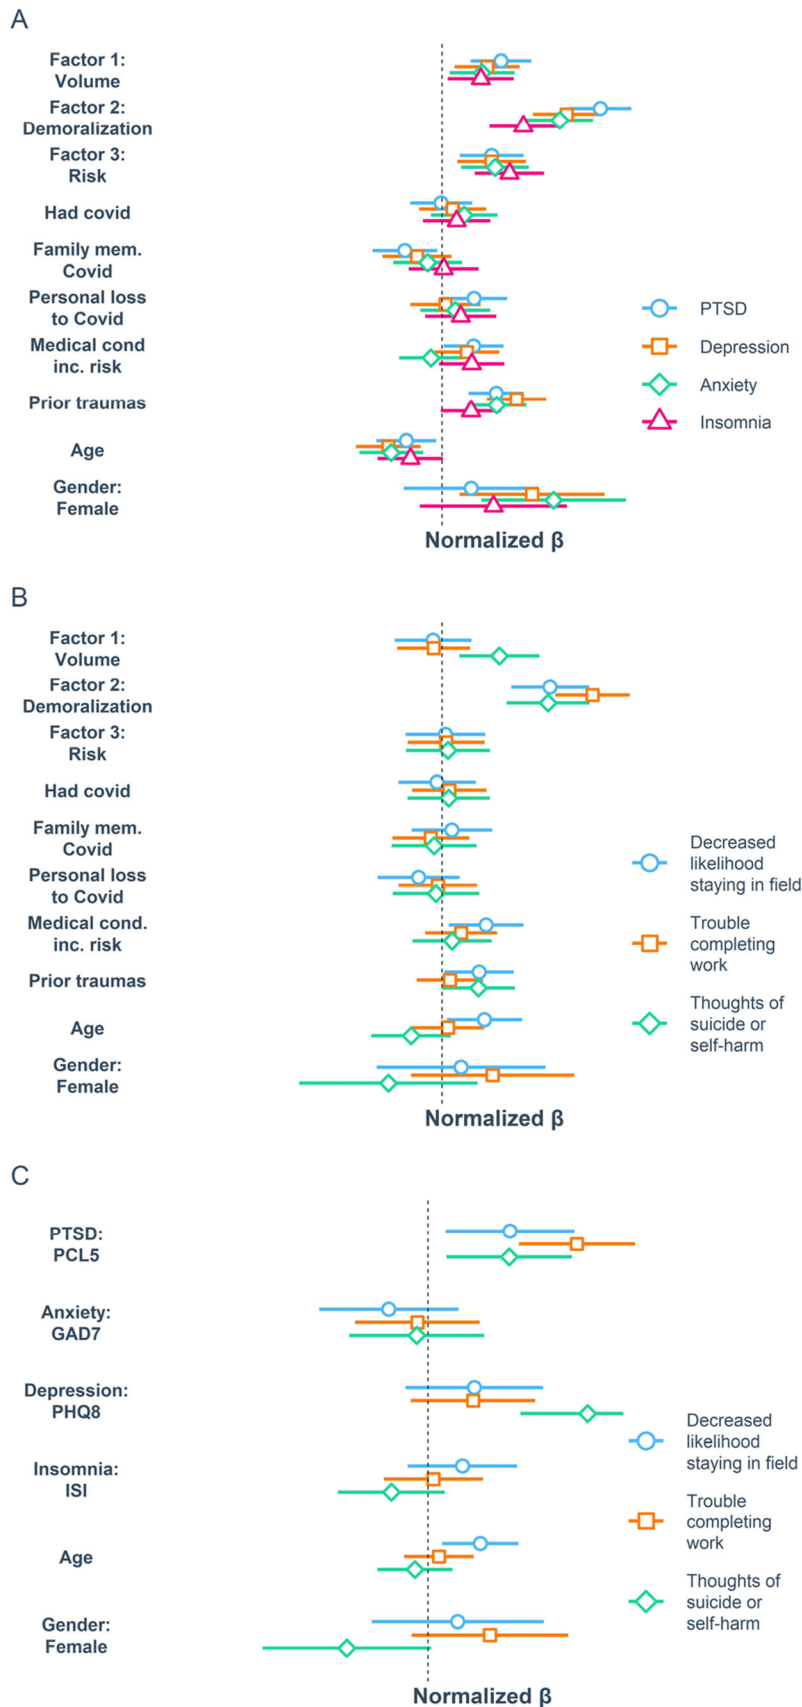 A
Factor 1:
Volume
Factor 2:
Demoralization
Factor 3:
Risk
Had covid
Family mem.
Covid
Personal loss
to Covid
Medical cond
inc. risk
Prior traumas
Age
Gender:
Female
PTSD
Depression
Anxiety
Insomnia
Normalized β
B
Factor 1:
Volume
Factor 2:
Demoralization
Factor 3:
Risk
Had covid
Family mem.
Covid
Personal loss
to Covid
Medical cond.
inc. risk
Prior traumas
Age
Gender:
Female
Decreased
likelihood
staying in field
Trouble
completing
work
Thoughts of
suicide or
self-harm
Normalized β
C
PTSD:
PCL5
Anxiety:
GAD7
Depression:
PHQ8
Insomnia:
ISI
Age
Gender:
Female
Decreased
likelihood
staying in field
Trouble
completing
work
Thoughts of
suicide or
self-harm
Normalized β